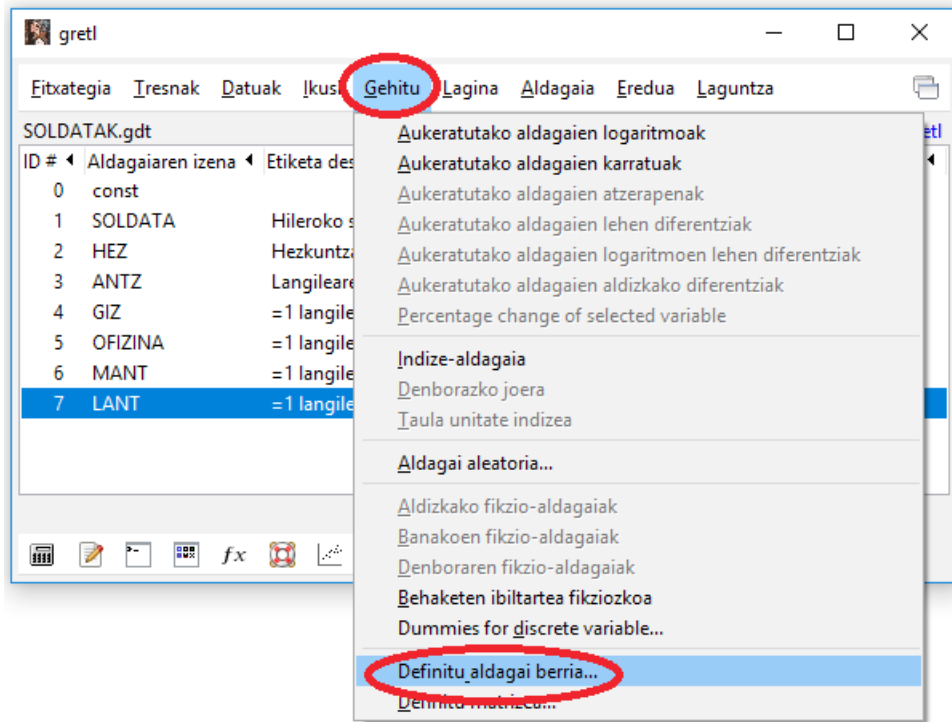 gretl
Fitxategia Tresnak Datuak Ikusi Gehitu Lagina Aldagaia Eredua Laguntza
SOLDATAK.gdt
ID # Aldagaiaren izena Etiketa des
0 const
1 SOLDATA Hileroko s
2 HEZ Hezkuntza
3 ANTZ Langileare
4 GIZ =1 langile
5 OFIZINA =1 langile
6 MANT =1 langile
7 LANT =1 langile
fx
Aukeratutako aldagaien logaritmoak
Aukeratutako aldagaien karratuak
Aukeratutako aldagaien atzerapenak
Aukeratutako aldagaien lehen diferentziak
Aukeratutako aldagaien logaritmoen lehen diferentziak
Aukeratutako aldagaien aldizkako diferentziak
Percentage change of selected variable
Indize-aldagaia
Denborazko joera
Taula unitate indizea
Aldagai aleatoria...
Aldizkako fikzio-aldagaiak
Banakoen fikzio-aldagaiak
Denboraren fikzio-aldagaiak
Behaketen ibiltartea fikziozkoa
Dummies for discrete variable...
Definitu aldagai berria...
Definitu matrizea...